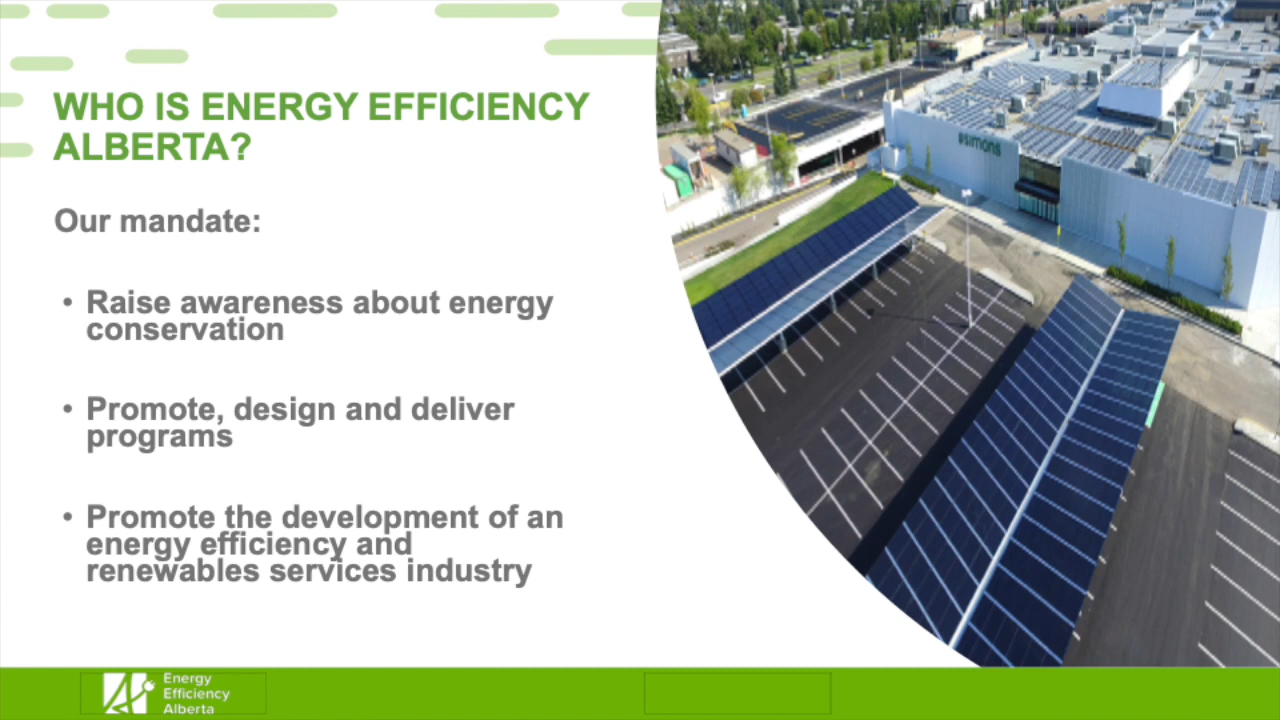 WHO IS ENERGY EFFICIENCY
ALBERTA?
Our mandate:
• Raise awareness about energy
conservation
• Promote, design and deliver
programs
• Promote the development of an
energy efficiency and
renewables services industry
simons
Energy
Efficiency
Alberta